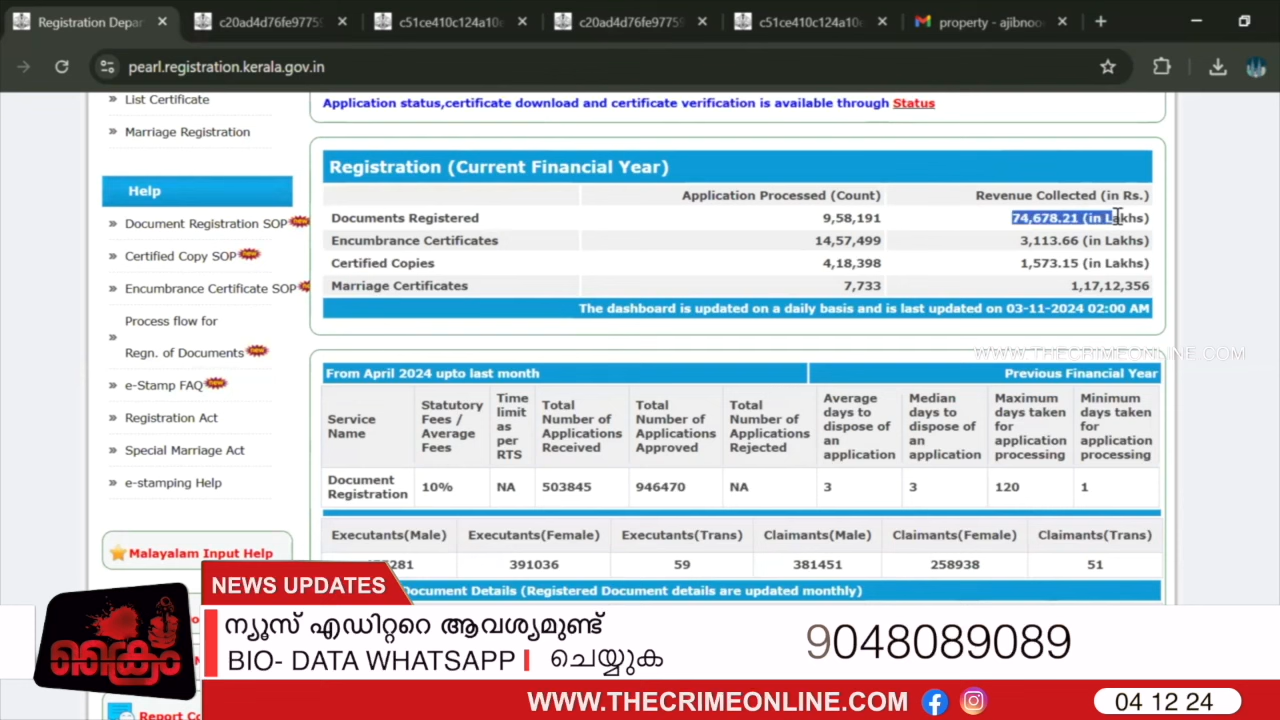 Registration Depar
c20ad4d76fe97759
c51ce410c124a10e
c20ad4d76fe97759
c51ce410c124a10e
property - ajibnoo
pearl.registration.kerala.gov.in
List Certificate
Marriage Registration
Help
Document Registration SOP new
Certified Copy SOP new
Encumbrance Certificate SOP
Process flow for
Regn. of Documents new
e-Stamp FAQ new
Registration Act
Special Marriage Act
e-stamping Help
Malayalam Input Help
Application status,certificate download and certificate verification is available through Status
Registration (Current Financial Year)
Application Processed (Count) Revenue Collected (in Rs.)
Documents Registered 9,58,191 74,678.21 (in Lakhs)
Encumbrance Certificates 14,57,499 3,113.66 (in Lakhs)
Certified Copies 4,18,398 1,573.15 (in Lakhs)
Marriage Certificates 7,733 1,17,12,356
The dashboard is updated on a daily basis and is last updated on 03-11-2024 02:00 AM
WWW.THECRIMEONLINE.COM
From April 2024 upto last month Previous Financial Year
Service Name
Statutory Fees / Average Fees
Time limit as per RTS
Total Number of Applications Received
Total Number of Applications Approved
Total Number of Applications Rejected
Average days to dispose of an application
Median days to dispose of an application
Maximum days taken for application processing
Minimum days taken for application processing
Document Registration 10% NA 503845 946470 NA 3 3 120 1
Executants(Male) Executants(Female) Executants(Trans) Claimants(Male) Claimants(Female) Claimants(Trans)
281 391036 59 381451 258938 51
ocument Details (Registered Document details are updated monthly)
Report Co
NEWS UPDATES
ക്രൈം
ന്യൂസ് എഡിറ്ററെ ആവശ്യമുണ്ട്
BIO- DATA WHATSAPP ചെയ്യുക
9048089089
WWW.THECRIMEONLINE.COM
04 12 24